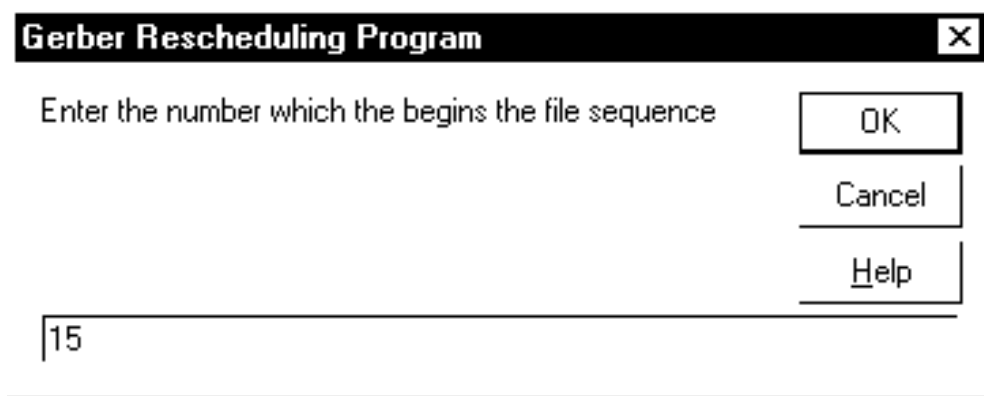 Gerber Rescheduling Program
Enter the number which the begins the file sequence
OK
Cancel
Help
15